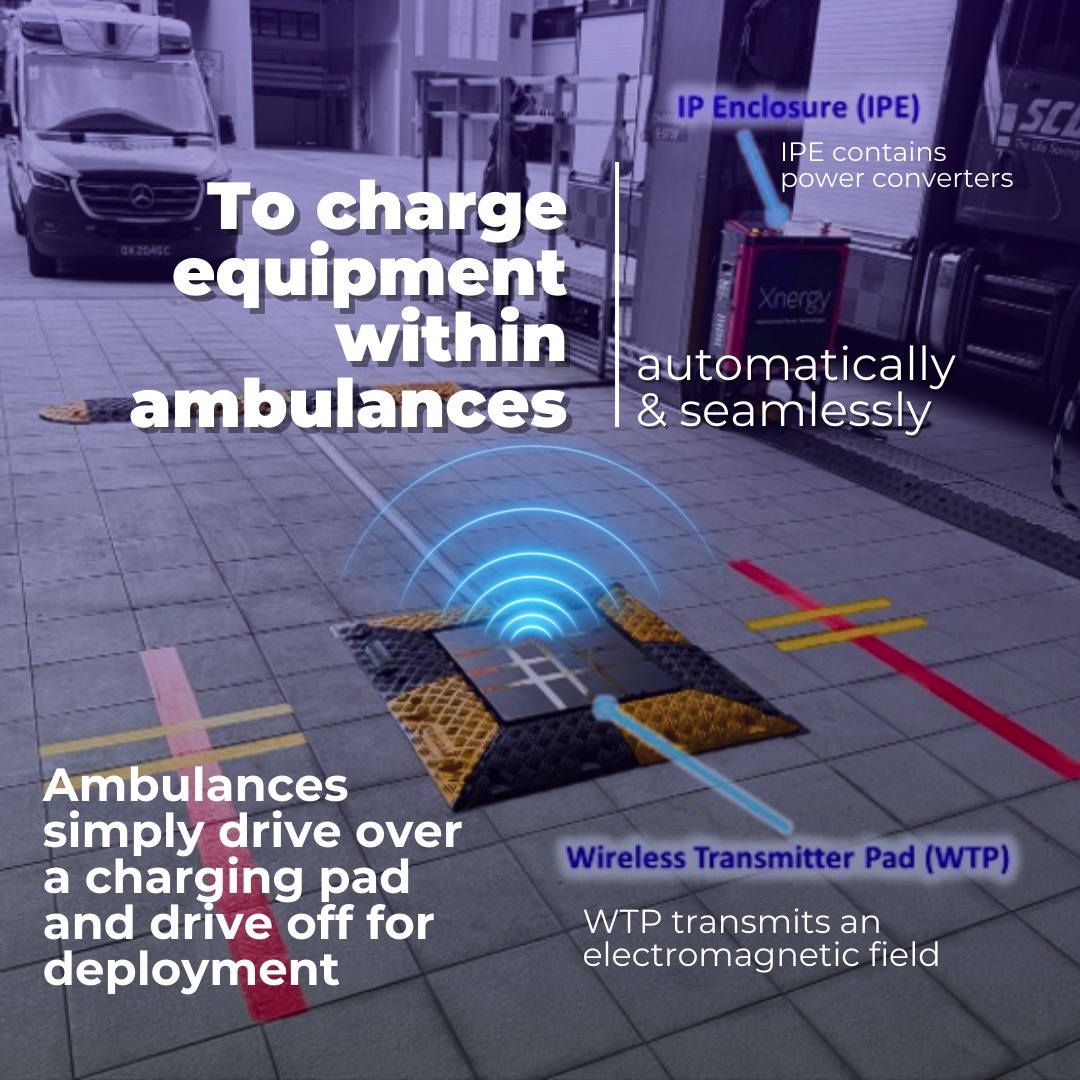 IP Enclosure (IPE)
IPE contains
power converters
To charge
equipment
within
ambulances
automatically
& seamlessly
Xnergy
Ambulances
simply drive over
a charging pad
and drive off for
deployment
Wireless Transmitter Pad (WTP)
WTP transmits an
electromagnetic field